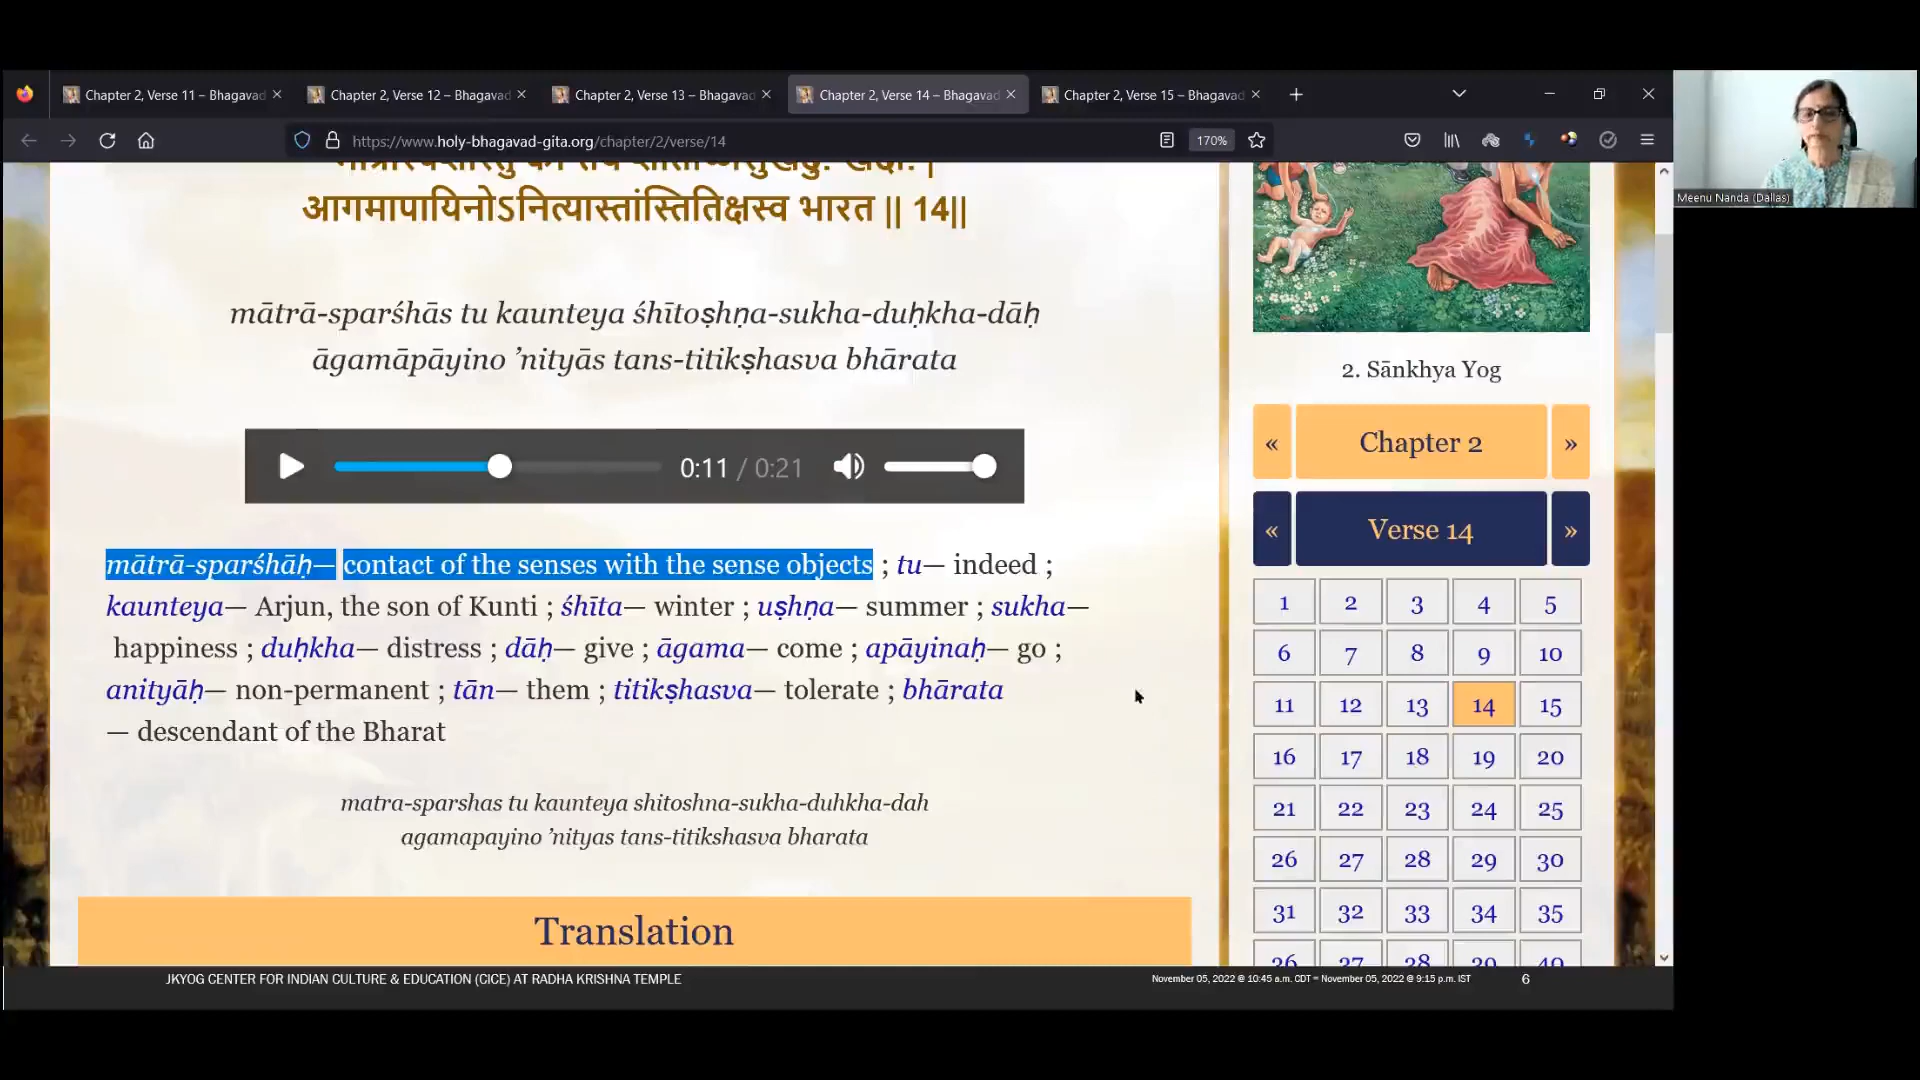 Chapter 2, Verse 11 – Bhagavad
Chapter 2, Verse 12 – Bhagavad
Chapter 2, Verse 13 – Bhagavad
Chapter 2, Verse 14 – Bhagavad
Chapter 2, Verse 15 – Bhagavad
https://www.holy-bhagavad-gita.org/chapter/2/verse/14
170%
आगमापायिनोऽनित्यास्तांस्तितिक्षस्व भारत || 14||
mātrā-sparśhās tu kaunteya śhītoṣhṇa-sukha-duḥkha-dāḥ
āgamāpāyino ’nityās tans-titikṣhasva bhārata
0:11 / 0:21
mātrā-sparśhāḥ— contact of the senses with the sense objects ; tu— indeed ;
kaunteya— Arjun, the son of Kunti ; śhīta— winter ; uṣhṇa— summer ; sukha—
happiness ; duḥkha— distress ; dāḥ— give ; āgama— come ; apāyinaḥ— go ;
anityāḥ— non-permanent ; tān— them ; titikṣhasva— tolerate ; bhārata
— descendant of the Bharat
matra-sparshas tu kaunteya shitoshna-sukha-duhkha-dah
agamapayino ’nityas tans-titikshasva bharata
Translation
2. Sānkhya Yog
« Chapter 2 »
« Verse 14 »
1 2 3 4 5
6 7 8 9 10
11 12 13 14 15
16 17 18 19 20
21 22 23 24 25
26 27 28 29 30
31 32 33 34 35
36 37 38 39 40
JKYOG CENTER FOR INDIAN CULTURE & EDUCATION (CICE) AT RADHA KRISHNA TEMPLE
November 05, 2022 @ 10:45 a.m. CDT = November 05, 2022 @ 9:15 p.m. IST
6
Meenu Nanda (Dallas)